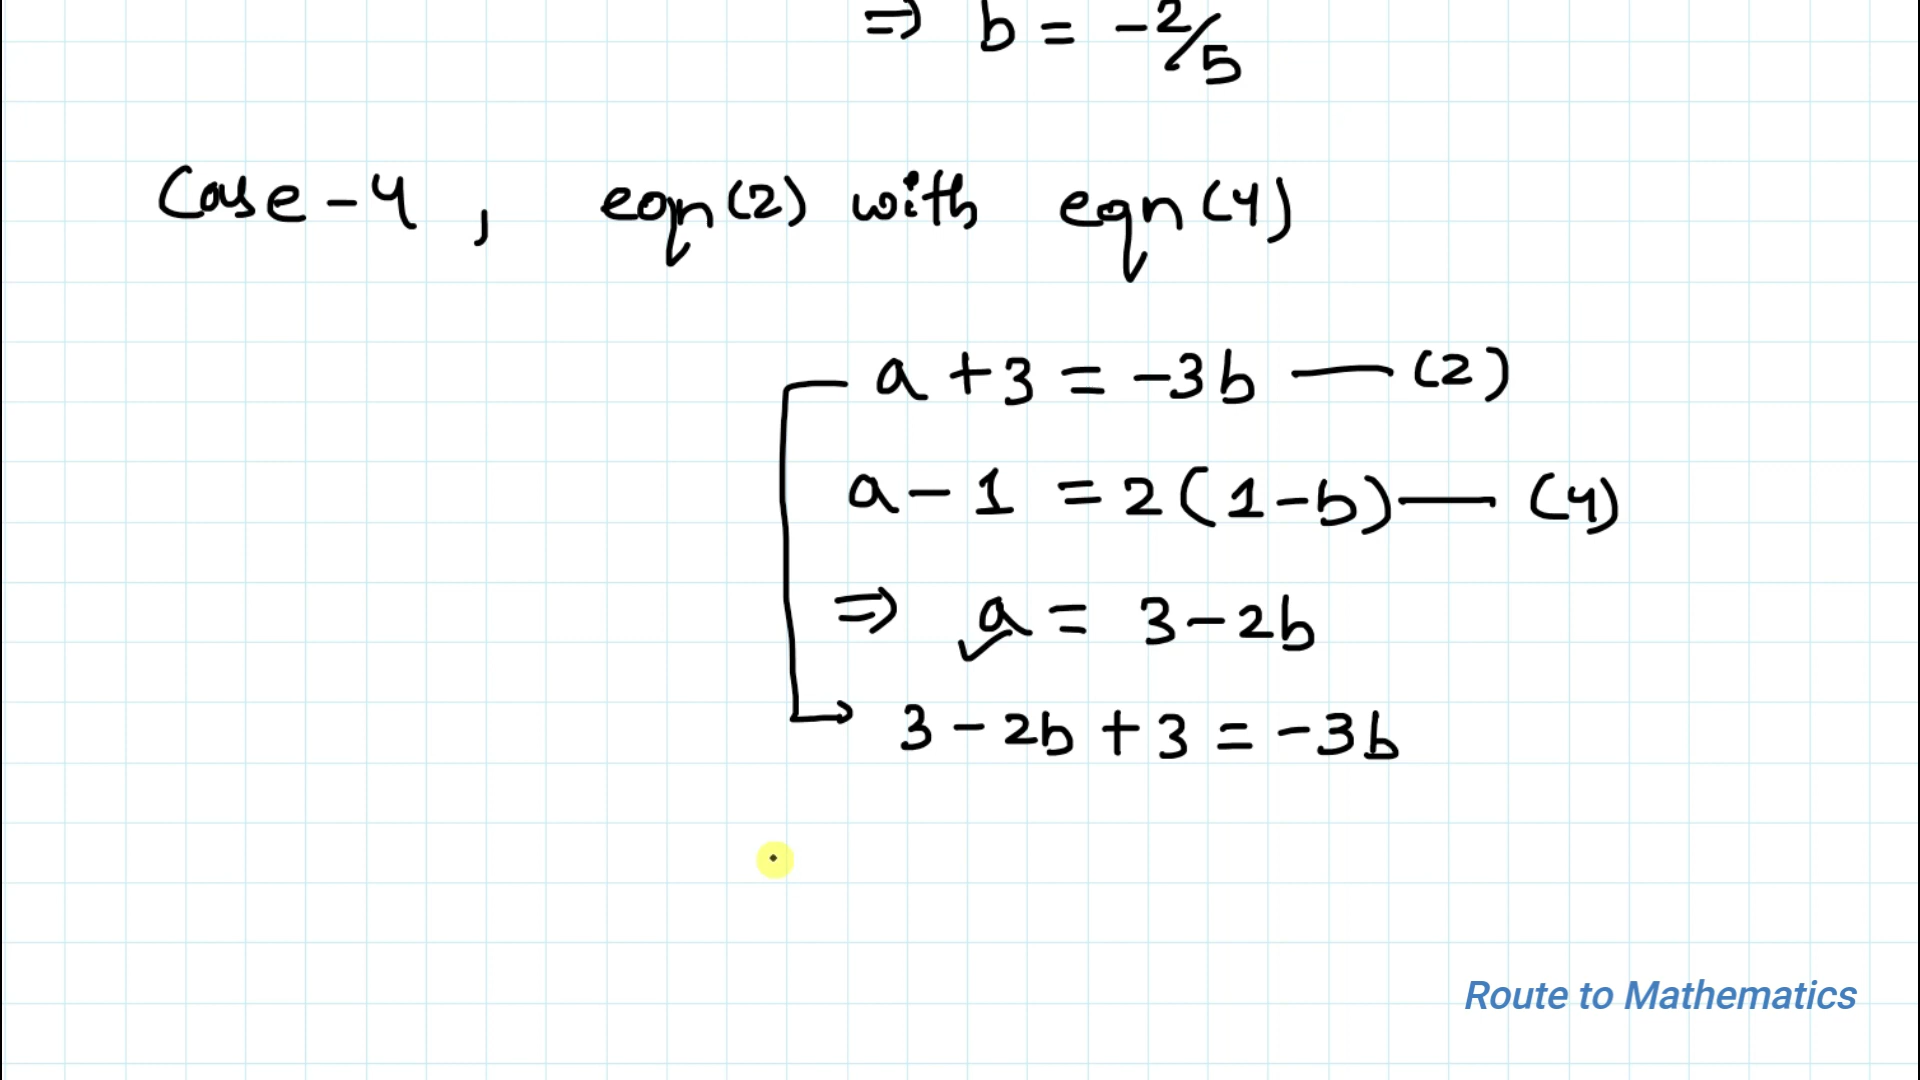 ⇒ b = -2/5
Case-4, eqn(2) with eqn(4)
a + 3 = -3b — (2)
a - 1 = 2(1-b) — (4)
⇒ a = 3 - 2b
3 - 2b + 3 = -3b
Route to Mathematics